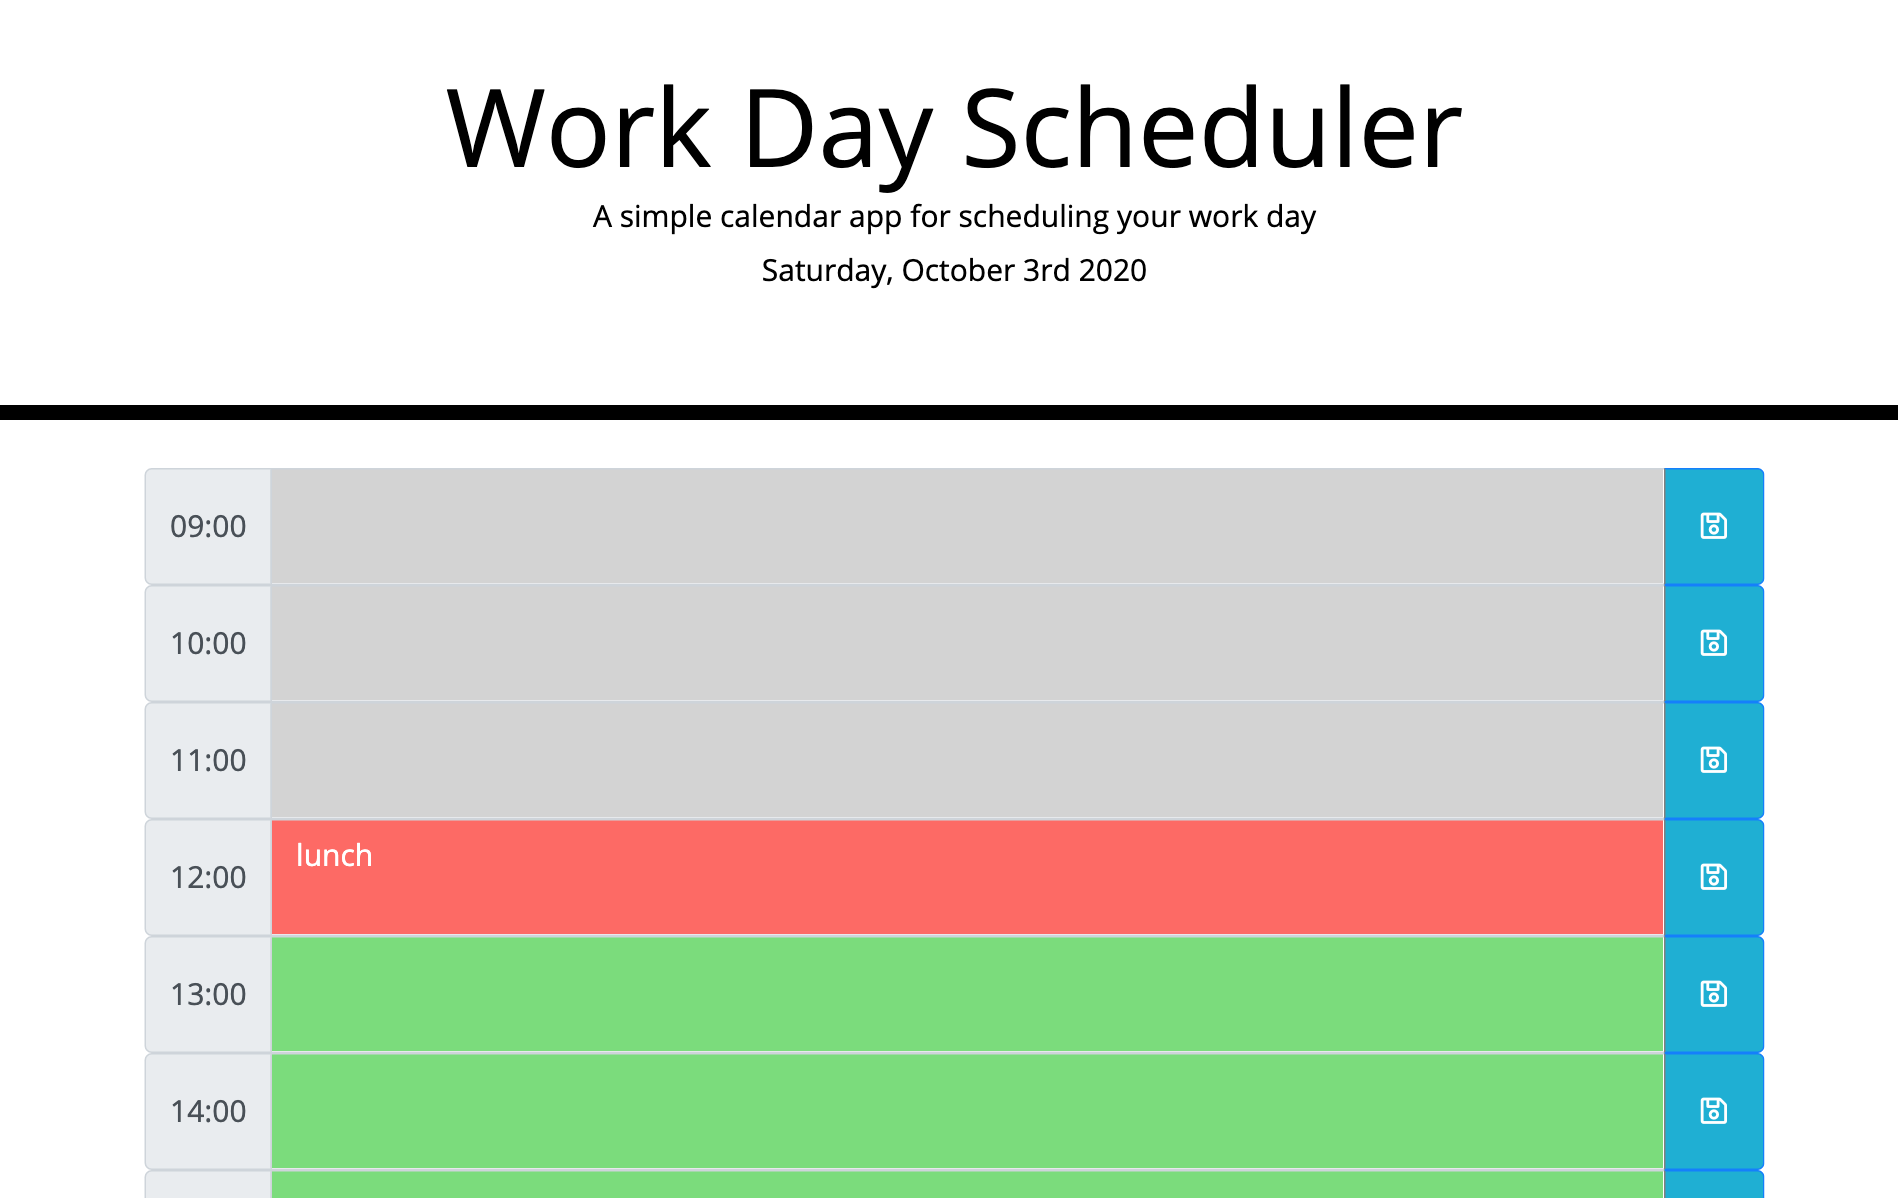 Work Day Scheduler
A simple calendar app for scheduling your work day
Saturday, October 3rd 2020
09:00
10:00
11:00
12:00 lunch
13:00
14:00